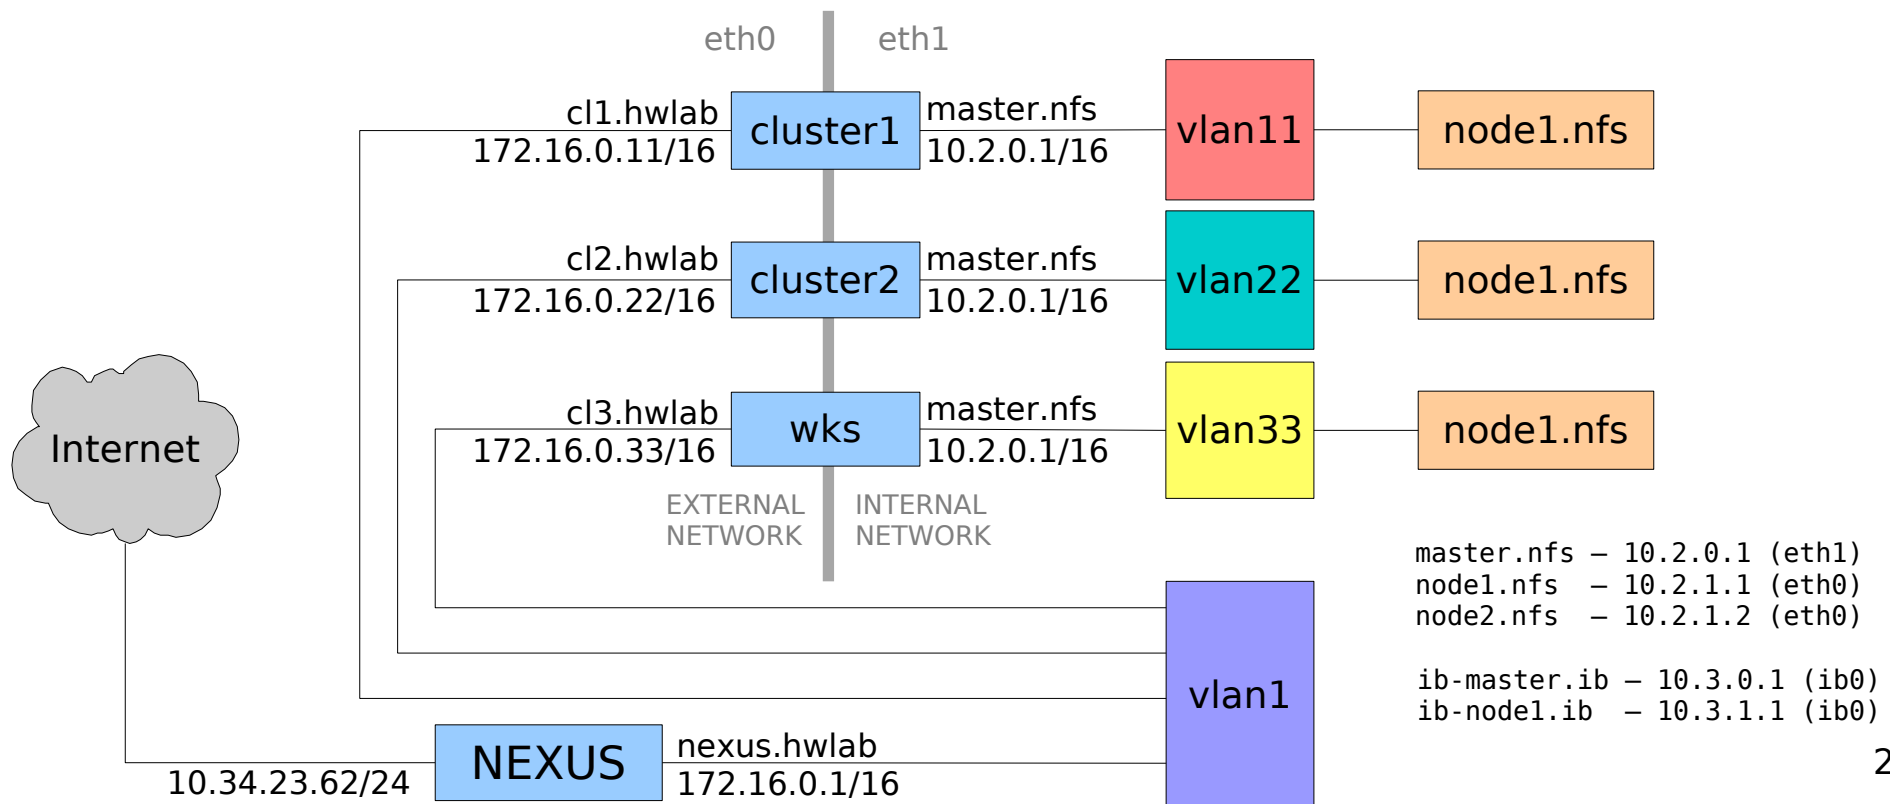 eth0 eth1
cl1.hwlab
172.16.0.11/16
cluster1
master.nfs
10.2.0.1/16
vlan11
node1.nfs
cl2.hwlab
172.16.0.22/16
cluster2
master.nfs
10.2.0.1/16
vlan22
node1.nfs
cl3.hwlab
172.16.0.33/16
wks
master.nfs
10.2.0.1/16
vlan33
node1.nfs
Internet
EXTERNAL
NETWORK
INTERNAL
NETWORK
master.nfs – 10.2.0.1 (eth1)
node1.nfs – 10.2.1.1 (eth0)
node2.nfs – 10.2.1.2 (eth0)
ib-master.ib – 10.3.0.1 (ib0)
ib-node1.ib – 10.3.1.1 (ib0)
vlan1
10.34.23.62/24
NEXUS
nexus.hwlab
172.16.0.1/16
2